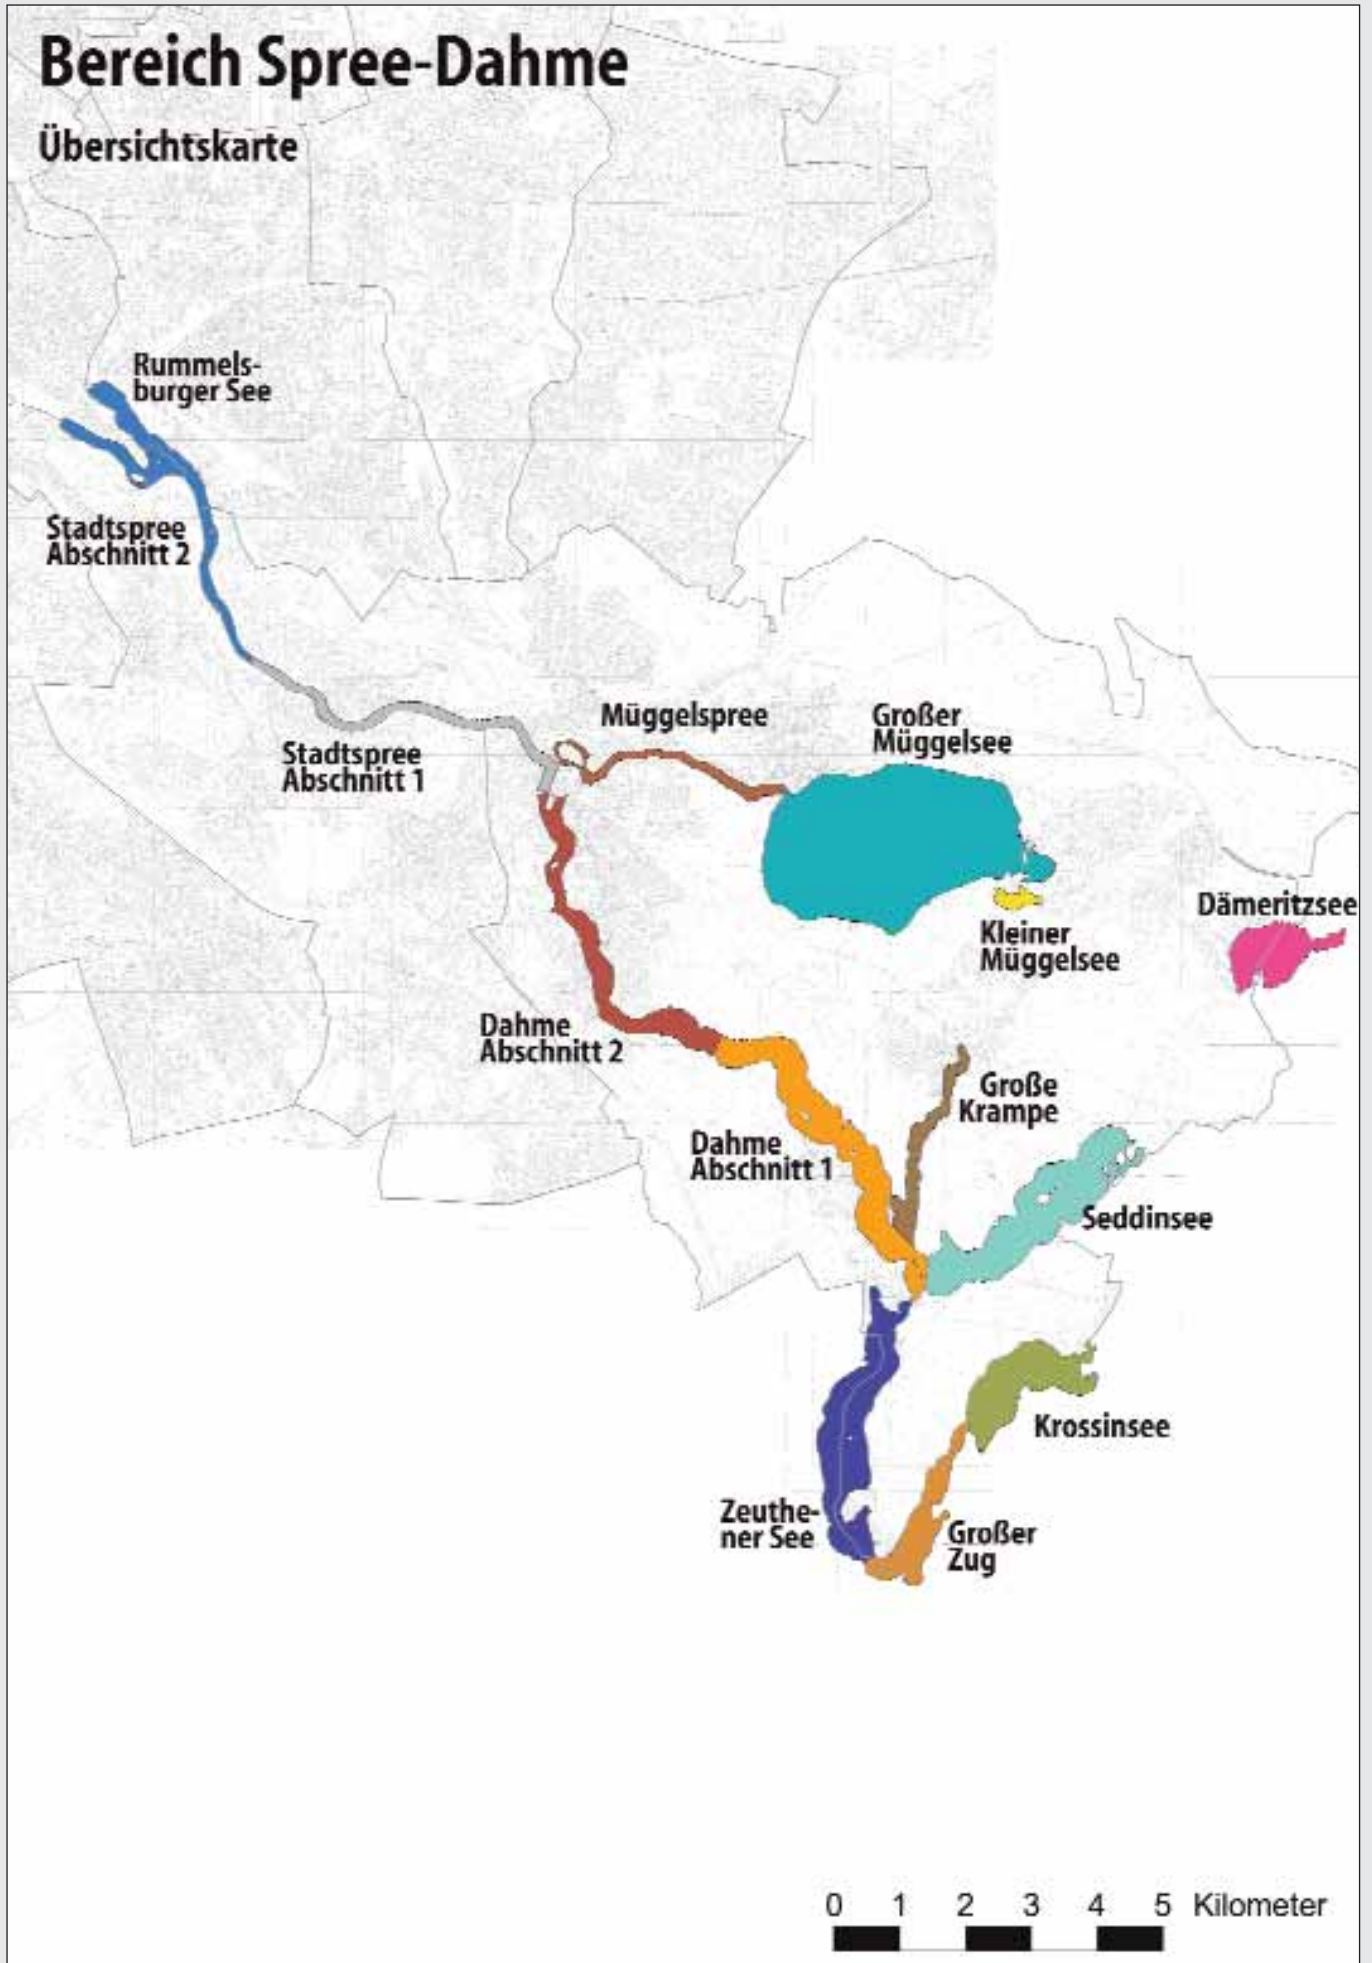 Bereich Spree-Dahme
Übersichtskarte
Rummels-
burger See
Stadtspree
Abschnitt 2
Müggelspree
Großer
Müggelsee
Stadtspree
Abschnitt 1
Dämeritzsee
Kleiner
Müggelsee
Dahme
Abschnitt 2
Große
Krampe
Dahme
Abschnitt 1
Seddinsee
Krossinsee
Zeuthe-
ner See
Großer
Zug
0 1 2 3 4 5 Kilometer